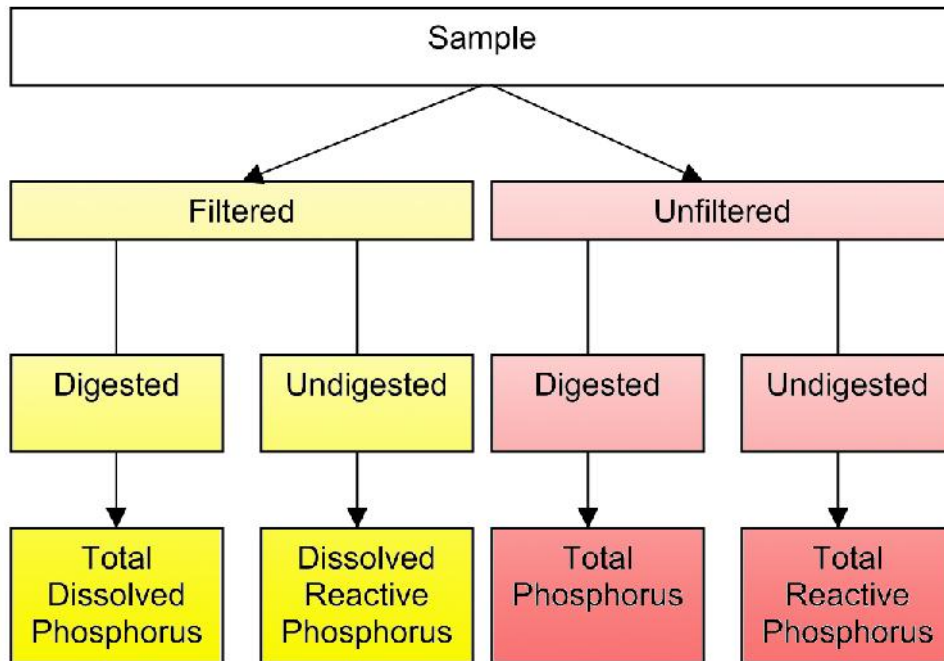 Sample
Filtered
Unfiltered
Digested
Undigested
Digested
Undigested
Total
Dissolved
Phosphorus
Dissolved
Reactive
Phosphorus
Total
Phosphorus
Total
Reactive
Phosphorus